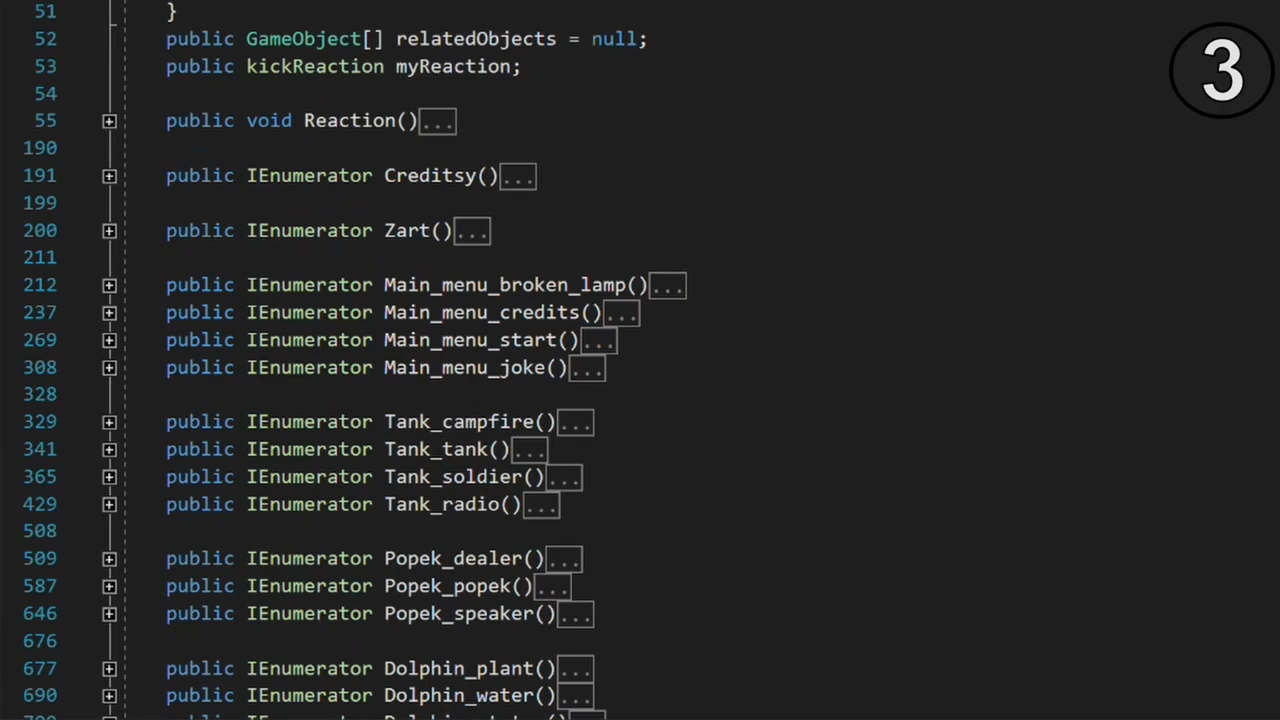 51 }
3
52 public GameObject[] relatedObjects = null;
53 public kickReaction myReaction;
54
55 public void Reaction()...
190
191 public IEnumerator Creditsy()...
199
200 public IEnumerator Zart()...
211
212 public IEnumerator Main_menu_broken_lamp()...
237 public IEnumerator Main_menu_credits()...
269 public IEnumerator Main_menu_start()...
308 public IEnumerator Main_menu_joke()...
328
329 public IEnumerator Tank_campfire()...
341 public IEnumerator Tank_tank()...
365 public IEnumerator Tank_soldier()...
429 public IEnumerator Tank_radio()...
508
509 public IEnumerator Popek_dealer()...
587 public IEnumerator Popek_popek()...
646 public IEnumerator Popek_speaker()...
676
677 public IEnumerator Dolphin_plant()...
690 public IEnumerator Dolphin_water()...